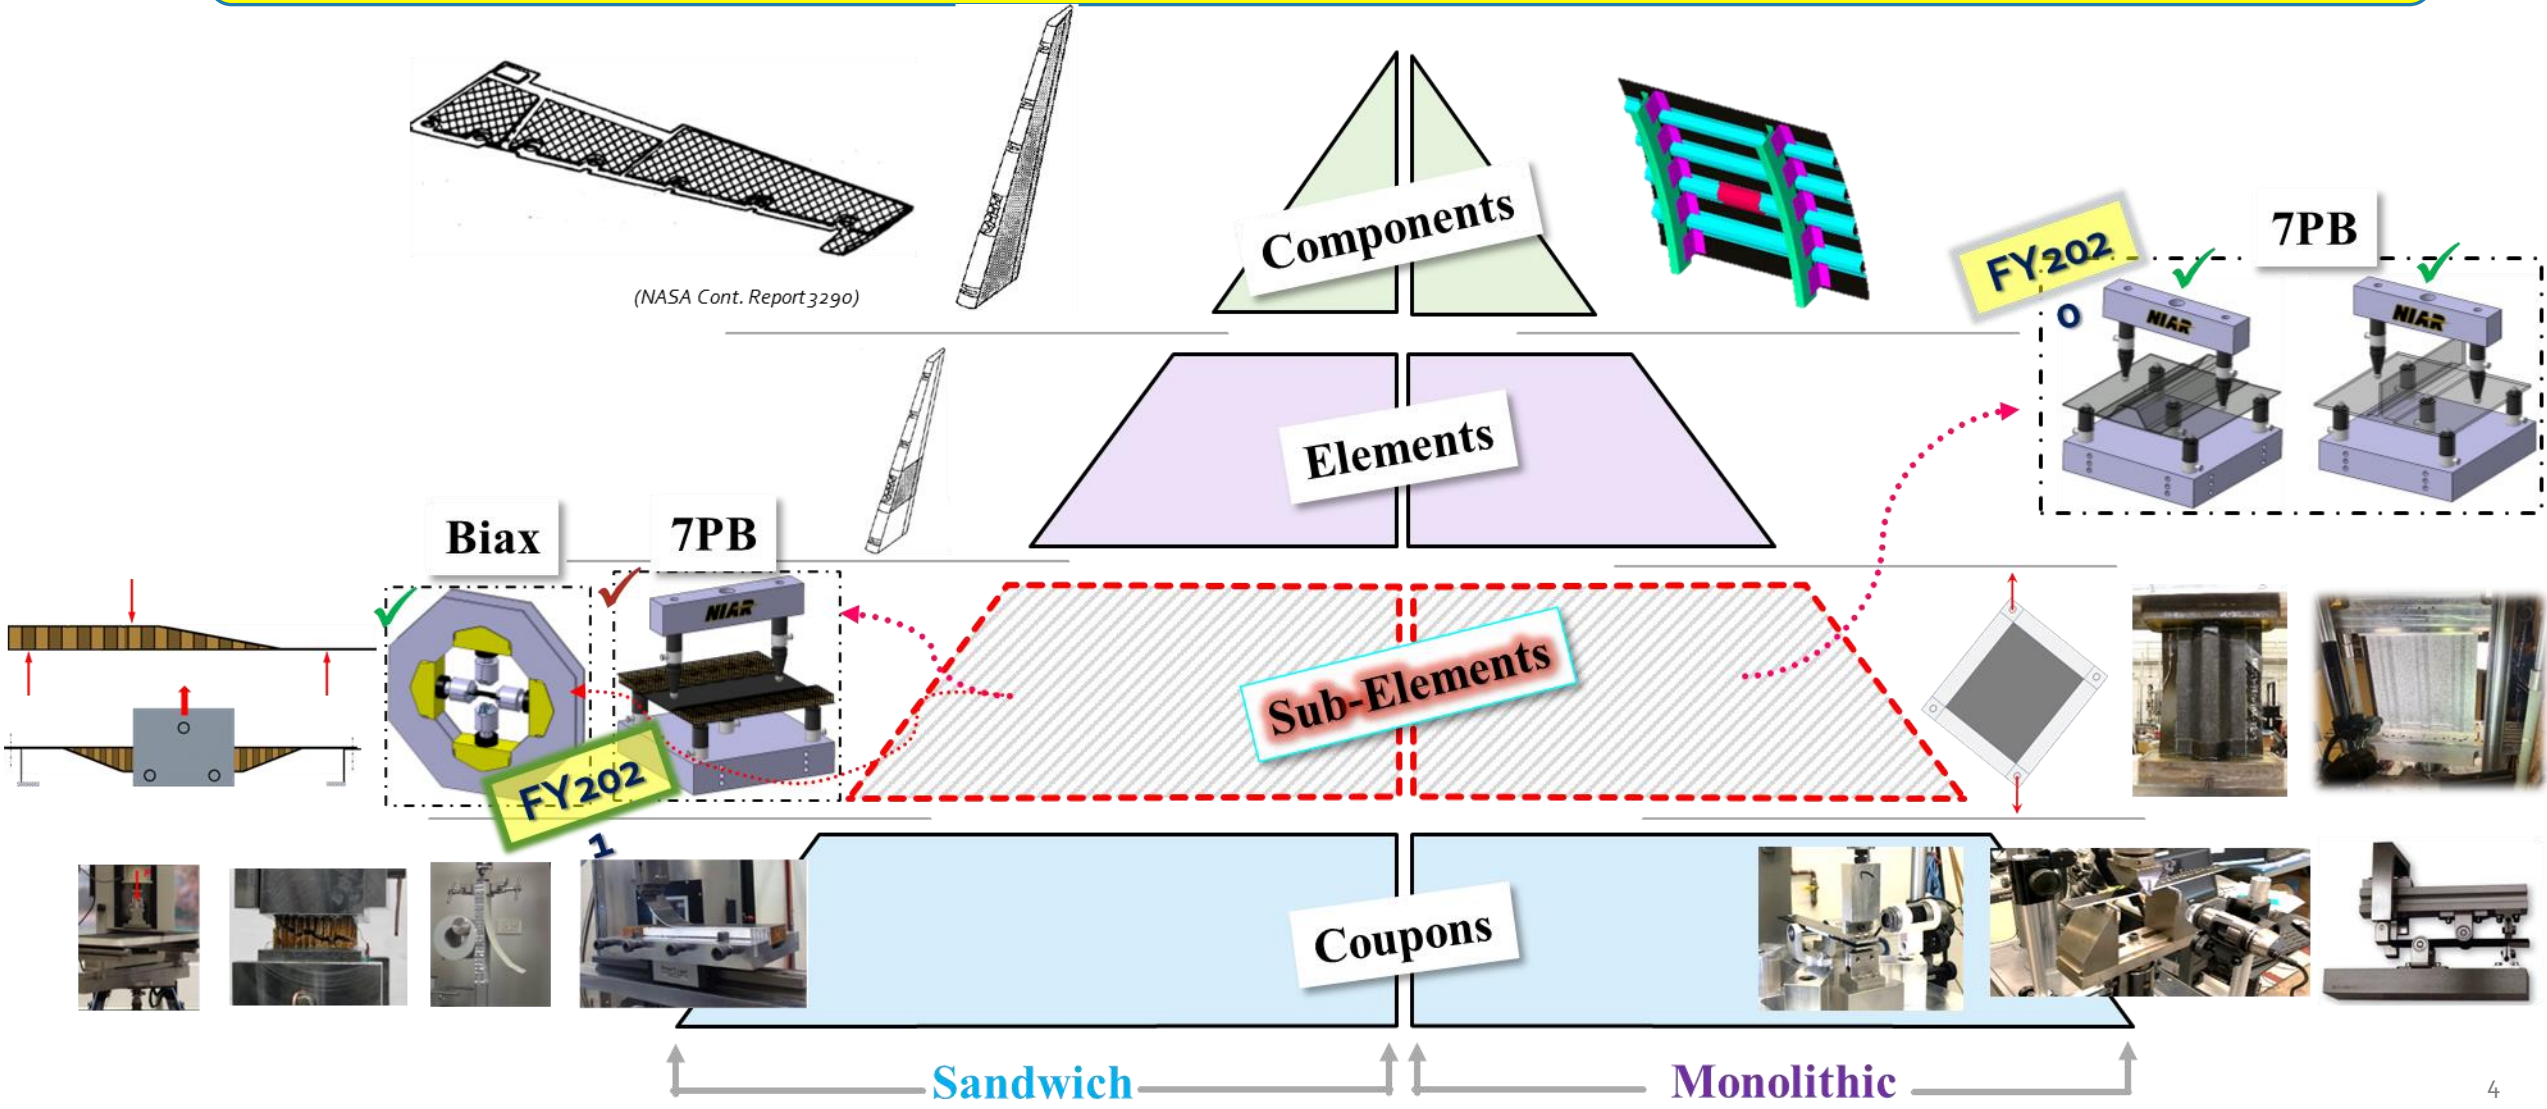 (NASA Cont. Report 3290)
Components
FY202
0
7PB
NIAR
NIAR
Elements
Biax
7PB
NIAR
FY202
1
Sub-Elements
Coupons
Sandwich
Monolithic
4